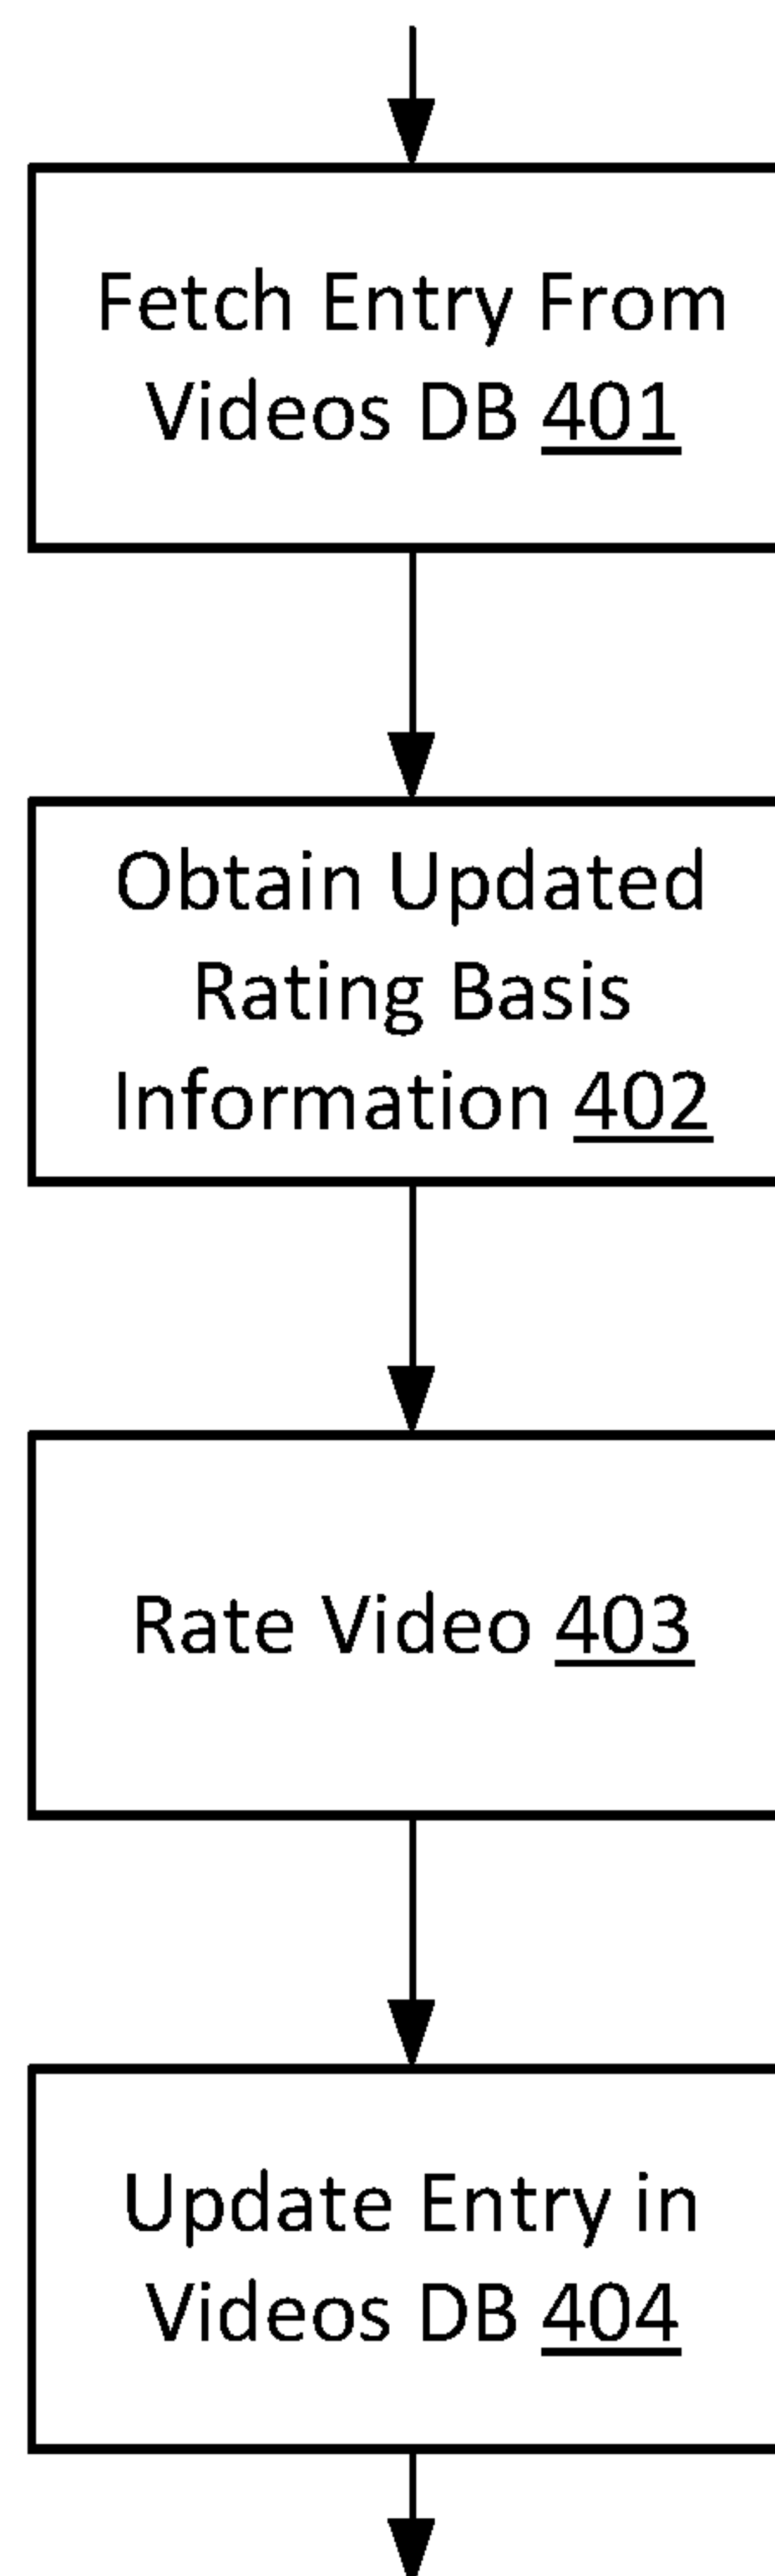 Fetch Entry From
Videos DB 401
Obtain Updated
Rating Basis
Information 402
Rate Video 403
Update Entry in
Videos DB 404